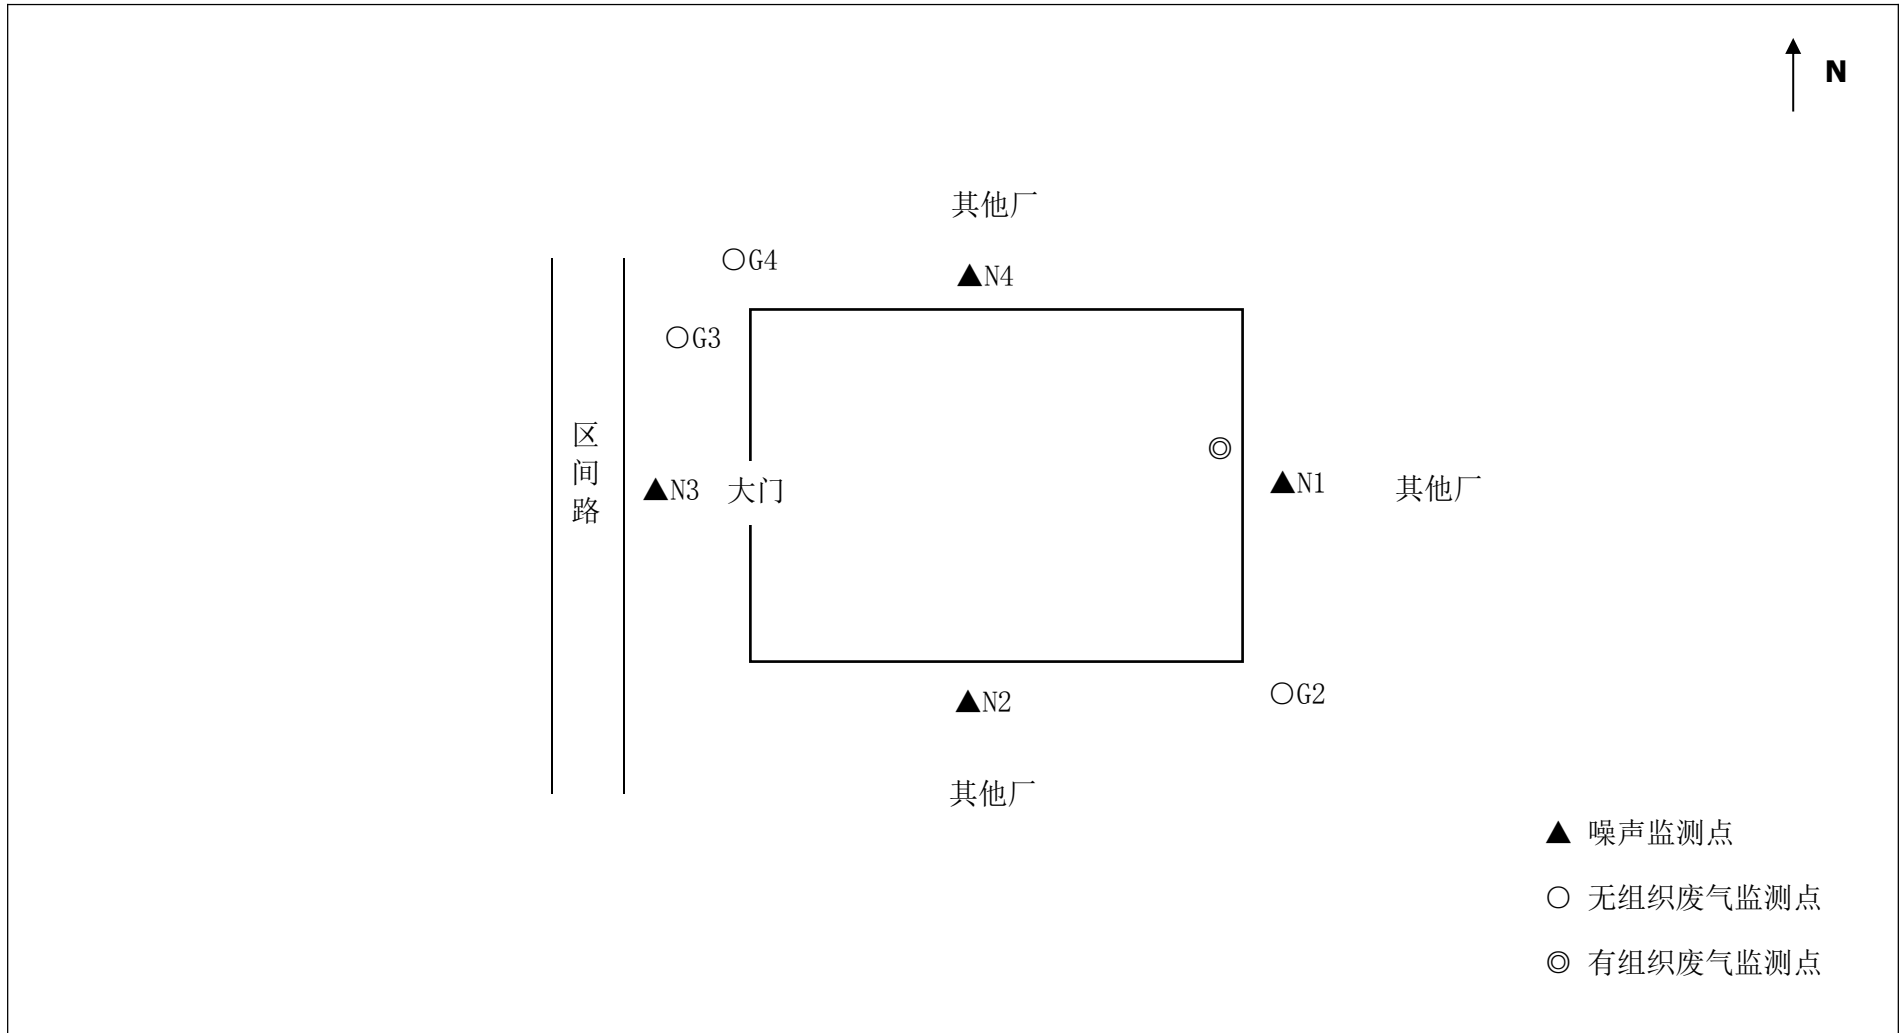 N
其他厂
○G4
▲N4
○G3
区间路
◎
▲N3
大门
▲N1
其他厂
▲N2
○G2
其他厂
▲ 噪声监测点
○ 无组织废气监测点
◎ 有组织废气监测点